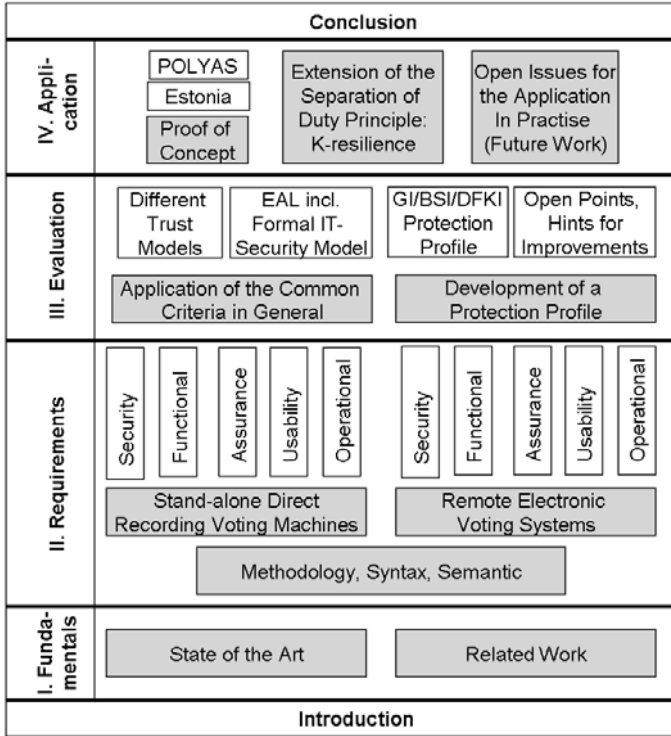 Conclusion
IV. Appli-
cation
POLYAS
Estonia
Proof of
Concept
Extension of the
Separation of
Duty Principle:
K-resilience
Open Issues for
the Application
In Practise
(Future Work)
III. Evaluation
Different
Trust
Models
EAL incl.
Formal IT-
Security Model
GI/BSI/DFKI
Protection
Profile
Open Points,
Hints for
Improvements
Application of the Common
Criteria in General
Development of a
Protection Profile
II. Requirements
Security
Functional
Assurance
Usability
Operational
Security
Functional
Assurance
Usability
Operational
Stand-alone Direct
Recording Voting Machines
Remote Electronic
Voting Systems
Methodology, Syntax, Semantic
I. Funda-
mentals
State of the Art
Related Work
Introduction